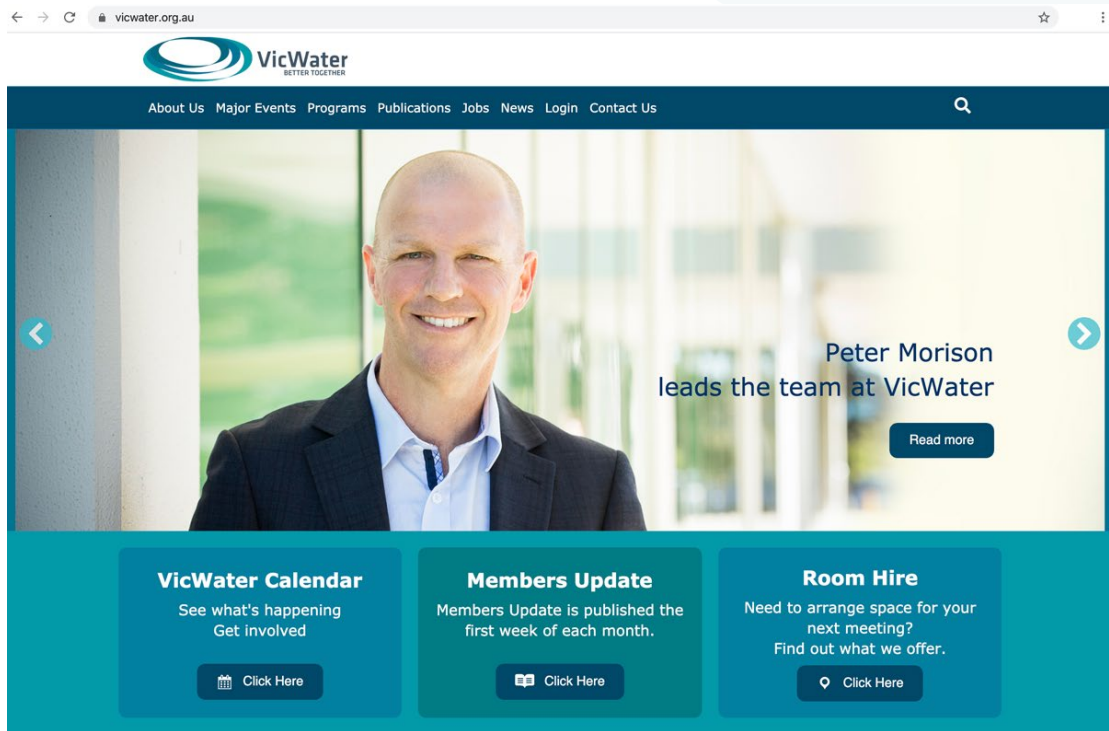 vicwater.org.au
VicWater
BETTER TOGETHER
About Us Major Events Programs Publications Jobs News Login Contact Us
Peter Morison
leads the team at VicWater
Read more
VicWater Calendar
See what's happening
Get involved
Click Here
Members Update
Members Update is published the
first week of each month.
Click Here
Room Hire
Need to arrange space for your
next meeting?
Find out what we offer.
Click Here